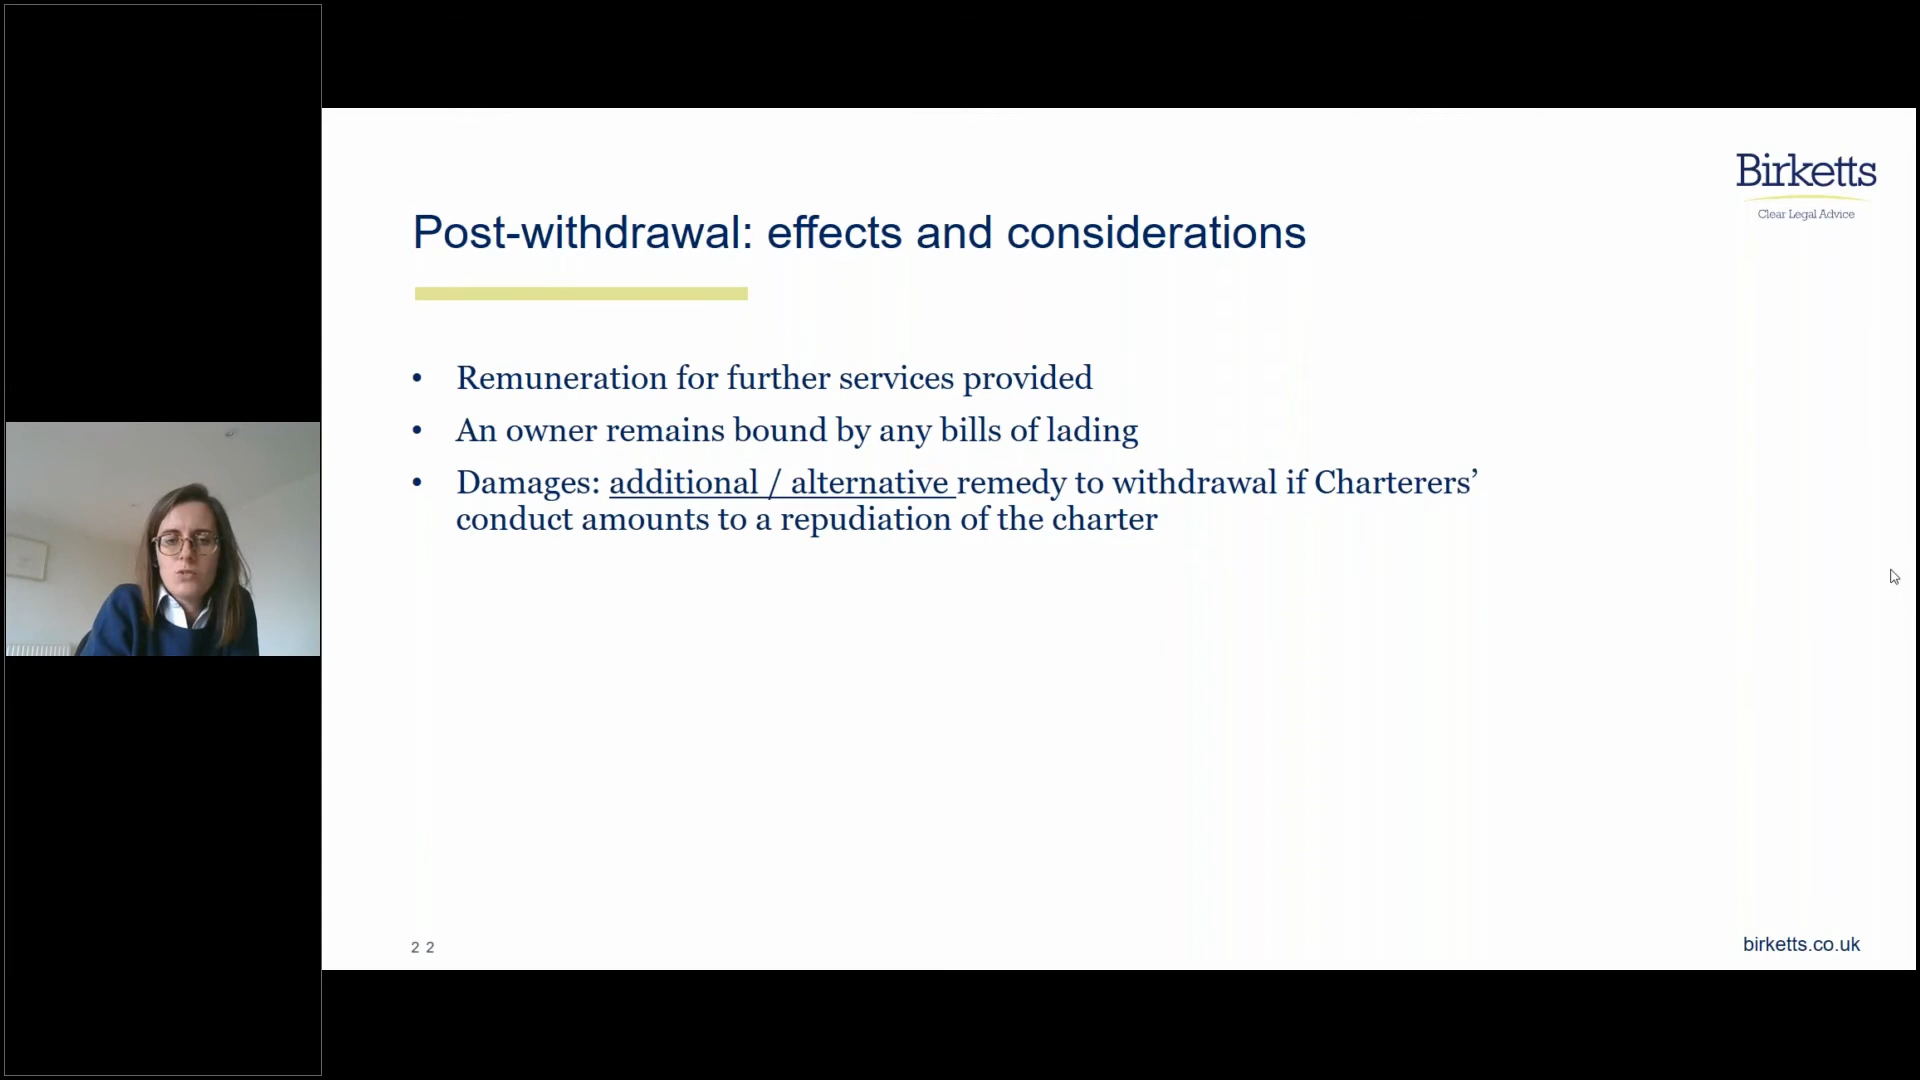 Birketts
Clear Legal Advice
Post-withdrawal: effects and considerations
• Remuneration for further services provided
• An owner remains bound by any bills of lading
• Damages: additional / alternative remedy to withdrawal if Charterers’
conduct amounts to a repudiation of the charter
22
birketts.co.uk